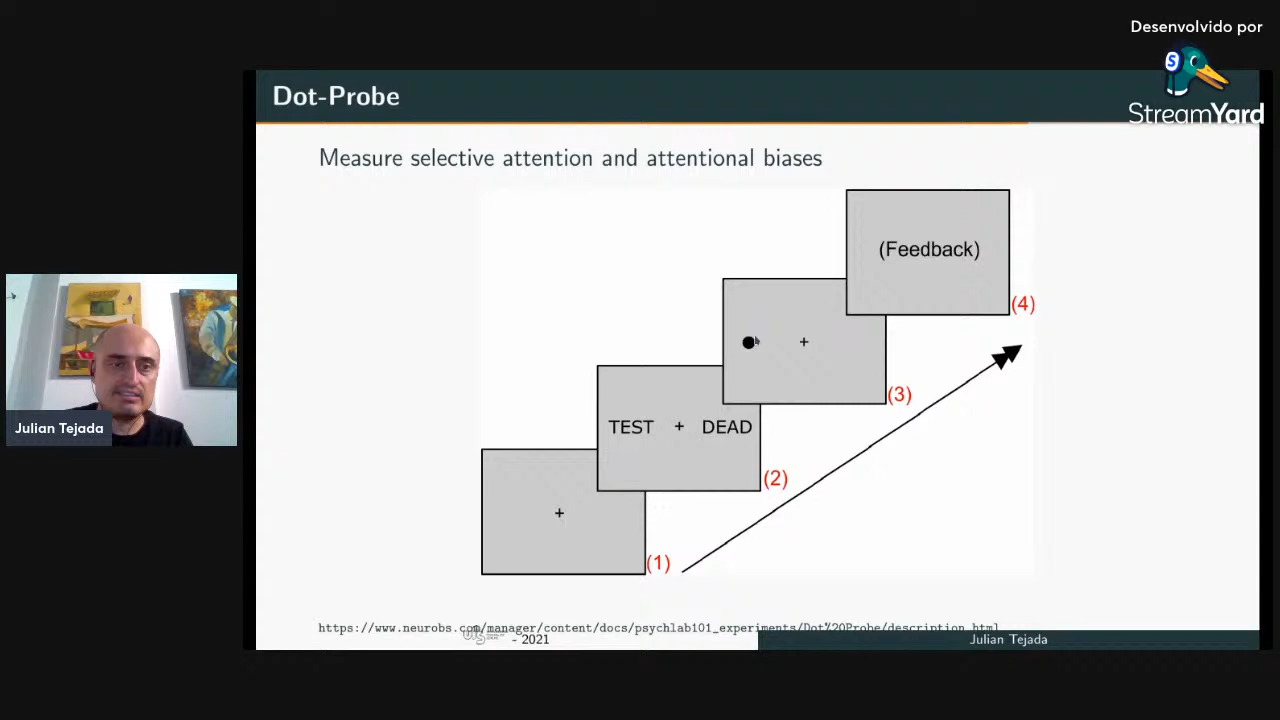 Desenvolvido por
StreamYard
Dot-Probe
Measure selective attention and attentional biases
(Feedback)
(4)
+
(3)
TEST + DEAD
(2)
+
(1)
Julian Tejada
https://www.neurobs.com/manager/content/docs/psychlab101_experiments/Dot%20Probe/description.html
- 2021
Julian Tejada